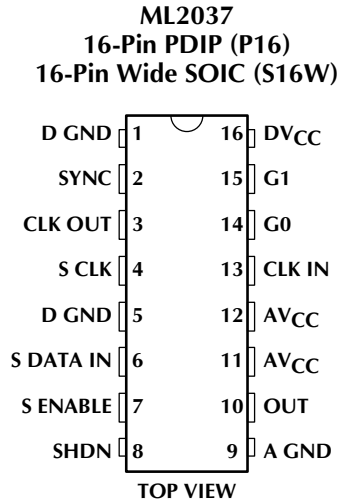 ML2037
16-Pin PDIP (P16)
16-Pin Wide SOIC (S16W)
D GND 1 16 DVCC
SYNC 2 15 G1
CLK OUT 3 14 G0
S CLK 4 13 CLK IN
D GND 5 12 AVCC
S DATA IN 6 11 AVCC
S ENABLE 7 10 OUT
SHDN 8 9 A GND
TOP VIEW